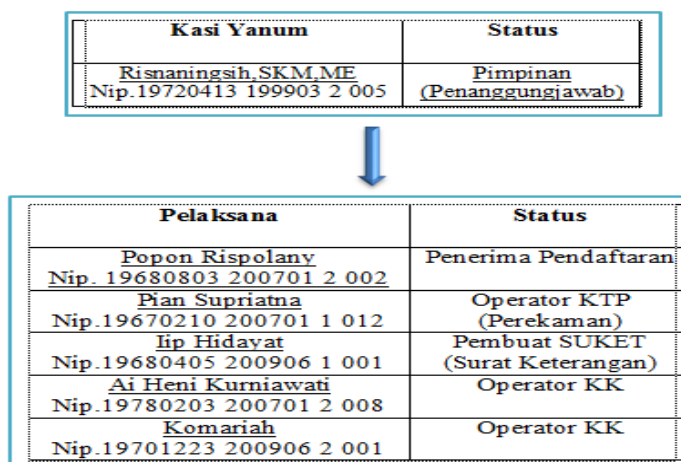 Kasi Yanum Status
Risnaningsih,SKM,ME Pimpinan
Nip.19720413 199903 2 005 (Penanggungjawab)
Pelaksana Status
Popon Rispolany Penerima Pendaftaran
Nip. 19680803 200701 2 002
Pian Supriatna Operator KTP
Nip.19670210 200701 1 012 (Perekaman)
Iip Hidayat Pembuat SUKET
Nip.19680405 200906 1 001 (Surat Keterangan)
Ai Heni Kurniawati Operator KK
Nip.19780203 200701 2 008
Komariah Operator KK
Nip.19701223 200906 2 001